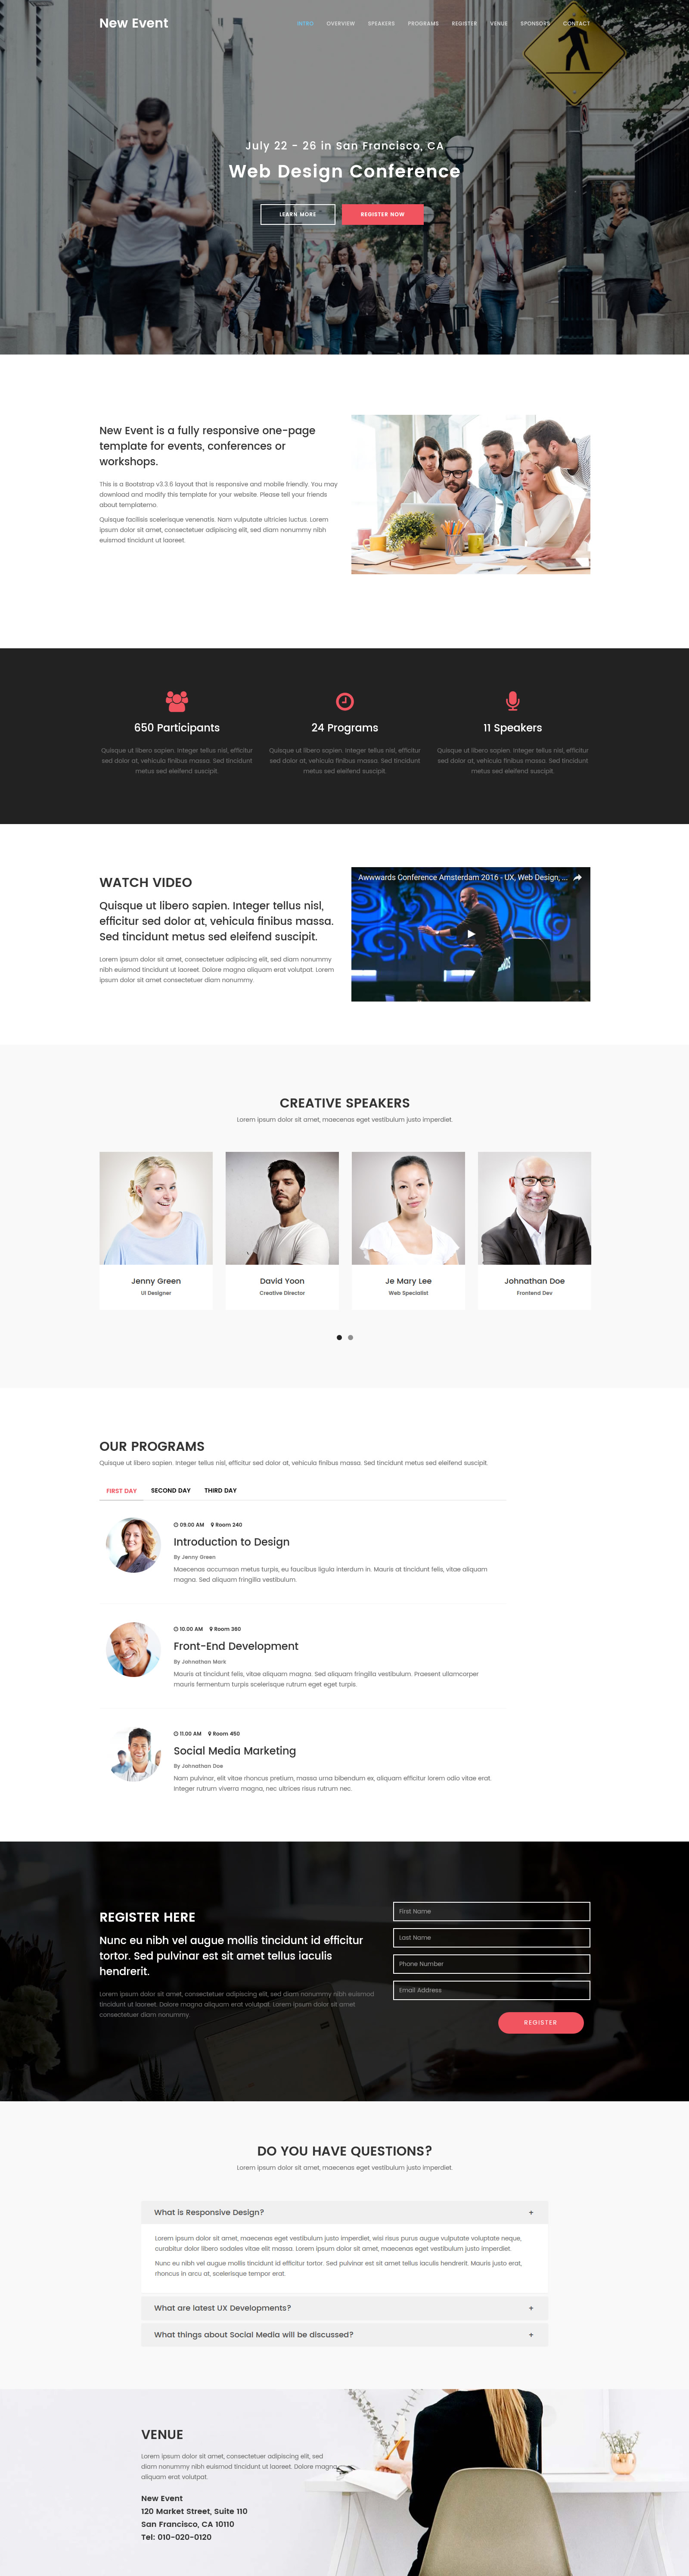 New Event
INTRO OVERVIEW SPEAKERS PROGRAMS REGISTER VENUE SPONSORS CONTACT
July 22 - 26 in San Francisco, CA
Web Design Conference
LEARN MORE
REGISTER NOW
New Event is a fully responsive one-page
template for events, conferences or
workshops.
This is a Bootstrap v3.3.6 layout that is responsive and mobile friendly. You may
download and modify this template for your website. Please tell your friends
about templatemo.
Quisque facilisis scelerisque venenatis. Nam vulputate ultricies luctus. Lorem
ipsum dolor sit amet, consectetuer adipiscing elit, sed diam nonummy nibh
euismod tincidunt ut laoreet.
650 Participants
Quisque ut libero sapien. Integer tellus nisl, efficitur
sed dolor at, vehicula finibus massa. Sed tincidunt
metus sed eleifend suscipit.
24 Programs
Quisque ut libero sapien. Integer tellus nisl, efficitur
sed dolor at, vehicula finibus massa. Sed tincidunt
metus sed eleifend suscipit.
11 Speakers
Quisque ut libero sapien. Integer tellus nisl, efficitur
sed dolor at, vehicula finibus massa. Sed tincidunt
metus sed eleifend suscipit.
WATCH VIDEO
Quisque ut libero sapien. Integer tellus nisl,
efficitur sed dolor at, vehicula finibus massa.
Sed tincidunt metus sed eleifend suscipit.
Lorem ipsum dolor sit amet, consectetuer adipiscing elit, sed diam nonummy
nibh euismod tincidunt ut laoreet. Dolore magna aliquam erat volutpat. Lorem
ipsum dolor sit amet consectetuer diam nonummy.
Awwwards Conference Amsterdam 2016 - UX, Web Design, ...
CREATIVE SPEAKERS
Lorem ipsum dolor sit amet, maecenas eget vestibulum justo imperdiet.
Jenny Green
UI Designer
David Yoon
Creative Director
Je Mary Lee
Web Specialist
Johnathan Doe
Frontend Dev
OUR PROGRAMS
Quisque ut libero sapien. Integer tellus nisl, efficitur sed dolor at, vehicula finibus massa. Sed tincidunt metus sed eleifend suscipit.
FIRST DAY SECOND DAY THIRD DAY
09.00 AM Room 240
Introduction to Design
By Jenny Green
Maecenas accumsan metus turpis, eu faucibus ligula interdum in. Mauris at tincidunt felis, vitae aliquam
magna. Sed aliquam fringilla vestibulum.
10.00 AM Room 360
Front-End Development
By Johnathan Mark
Mauris at tincidunt felis, vitae aliquam magna. Sed aliquam fringilla vestibulum. Praesent ullamcorper
mauris fermentum turpis scelerisque rutrum eget eget turpis.
11.00 AM Room 450
Social Media Marketing
By Johnathan Doe
Nam pulvinar, elit vitae rhoncus pretium, massa urna bibendum ex, aliquam efficitur lorem odio vitae erat.
Integer rutrum viverra magna, nec ultrices risus rutrum nec.
REGISTER HERE
Nunc eu nibh vel augue mollis tincidunt id efficitur
tortor. Sed pulvinar est sit amet tellus iaculis
hendrerit.
Lorem ipsum dolor sit amet, consectetuer adipiscing elit, sed diam nonummy nibh euismod
tincidunt ut laoreet. Dolore magna aliquam erat volutpat. Lorem ipsum dolor sit amet
consectetuer diam nonummy.
First Name
Last Name
Phone Number
Email Address
REGISTER
DO YOU HAVE QUESTIONS?
Lorem ipsum dolor sit amet, maecenas eget vestibulum justo imperdiet.
What is Responsive Design? +
Lorem ipsum dolor sit amet, maecenas eget vestibulum justo imperdiet, wisi risus purus augue vulputate voluptate neque,
curabitur dolor libero sodales vitae elit massa. Lorem ipsum dolor sit amet, maecenas eget vestibulum justo imperdiet.
Nunc eu nibh vel augue mollis tincidunt id efficitur tortor. Sed pulvinar est sit amet tellus iaculis hendrerit. Mauris justo erat,
rhoncus in arcu at, scelerisque tempor erat.
What are latest UX Developments? +
What things about Social Media will be discussed? +
VENUE
Lorem ipsum dolor sit amet, consectetuer adipiscing elit, sed
diam nonummy nibh euismod tincidunt ut laoreet. Dolore magna
aliquam erat volutpat.
New Event
120 Market Street, Suite 110
San Francisco, CA 10110
Tel: 010-020-0120